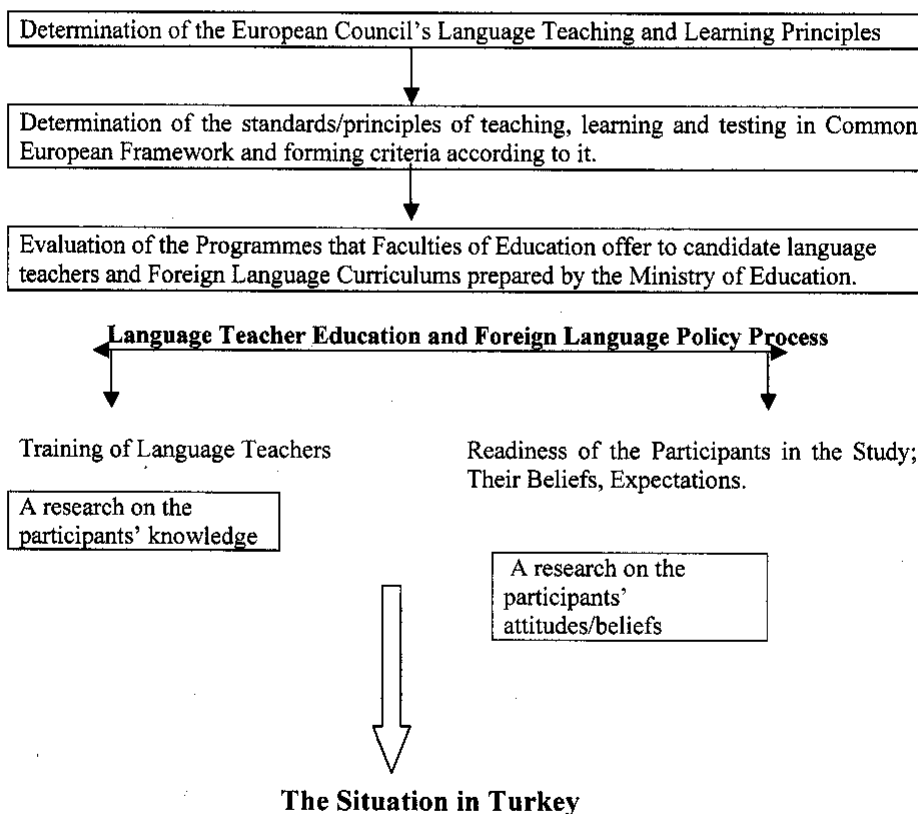 Determination of the European Council's Language Teaching and Learning Principles
Determination of the standards/principles of teaching, learning and testing in Common
European Framework and forming criteria according to it.
Evaluation of the Programmes that Faculties of Education offer to candidate language
teachers and Foreign Language Curriculums prepared by the Ministry of Education.
Language Teacher Education and Foreign Language Policy Process
Training of Language Teachers
A research on the
participants' knowledge
Readiness of the Participants in the Study;
Their Beliefs, Expectations.
A research on the
participants'
attitudes/beliefs
The Situation in Turkey